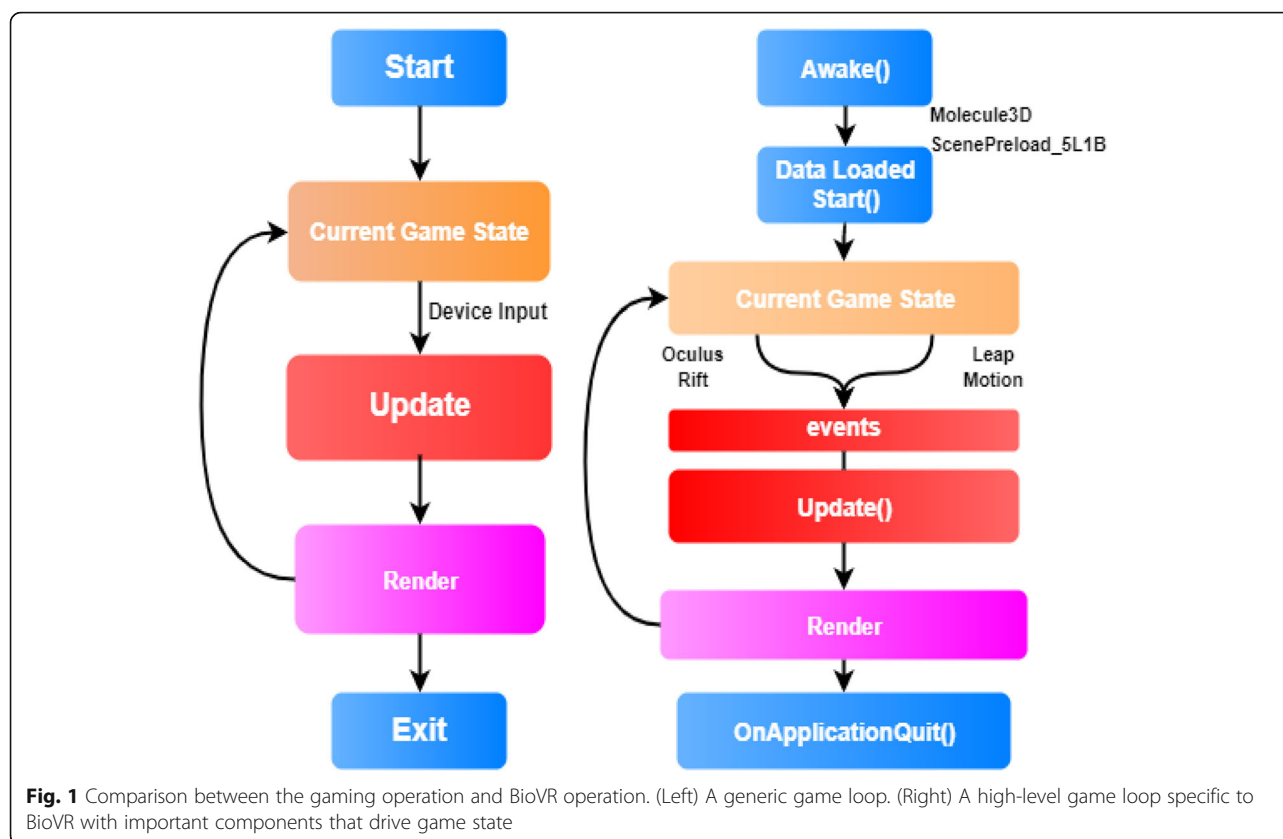 Start
Current Game State
Device Input
Update
Render
Exit
Awake()
Molecule3D
ScenePreload_5L1B
Data Loaded
Start()
Current Game State
Oculus
Rift
Leap
Motion
events
Update()
Render
OnApplicationQuit()
Fig. 1 Comparison between the gaming operation and BioVR operation. (Left) A generic game loop. (Right) A high-level game loop specific to
BioVR with important components that drive game state